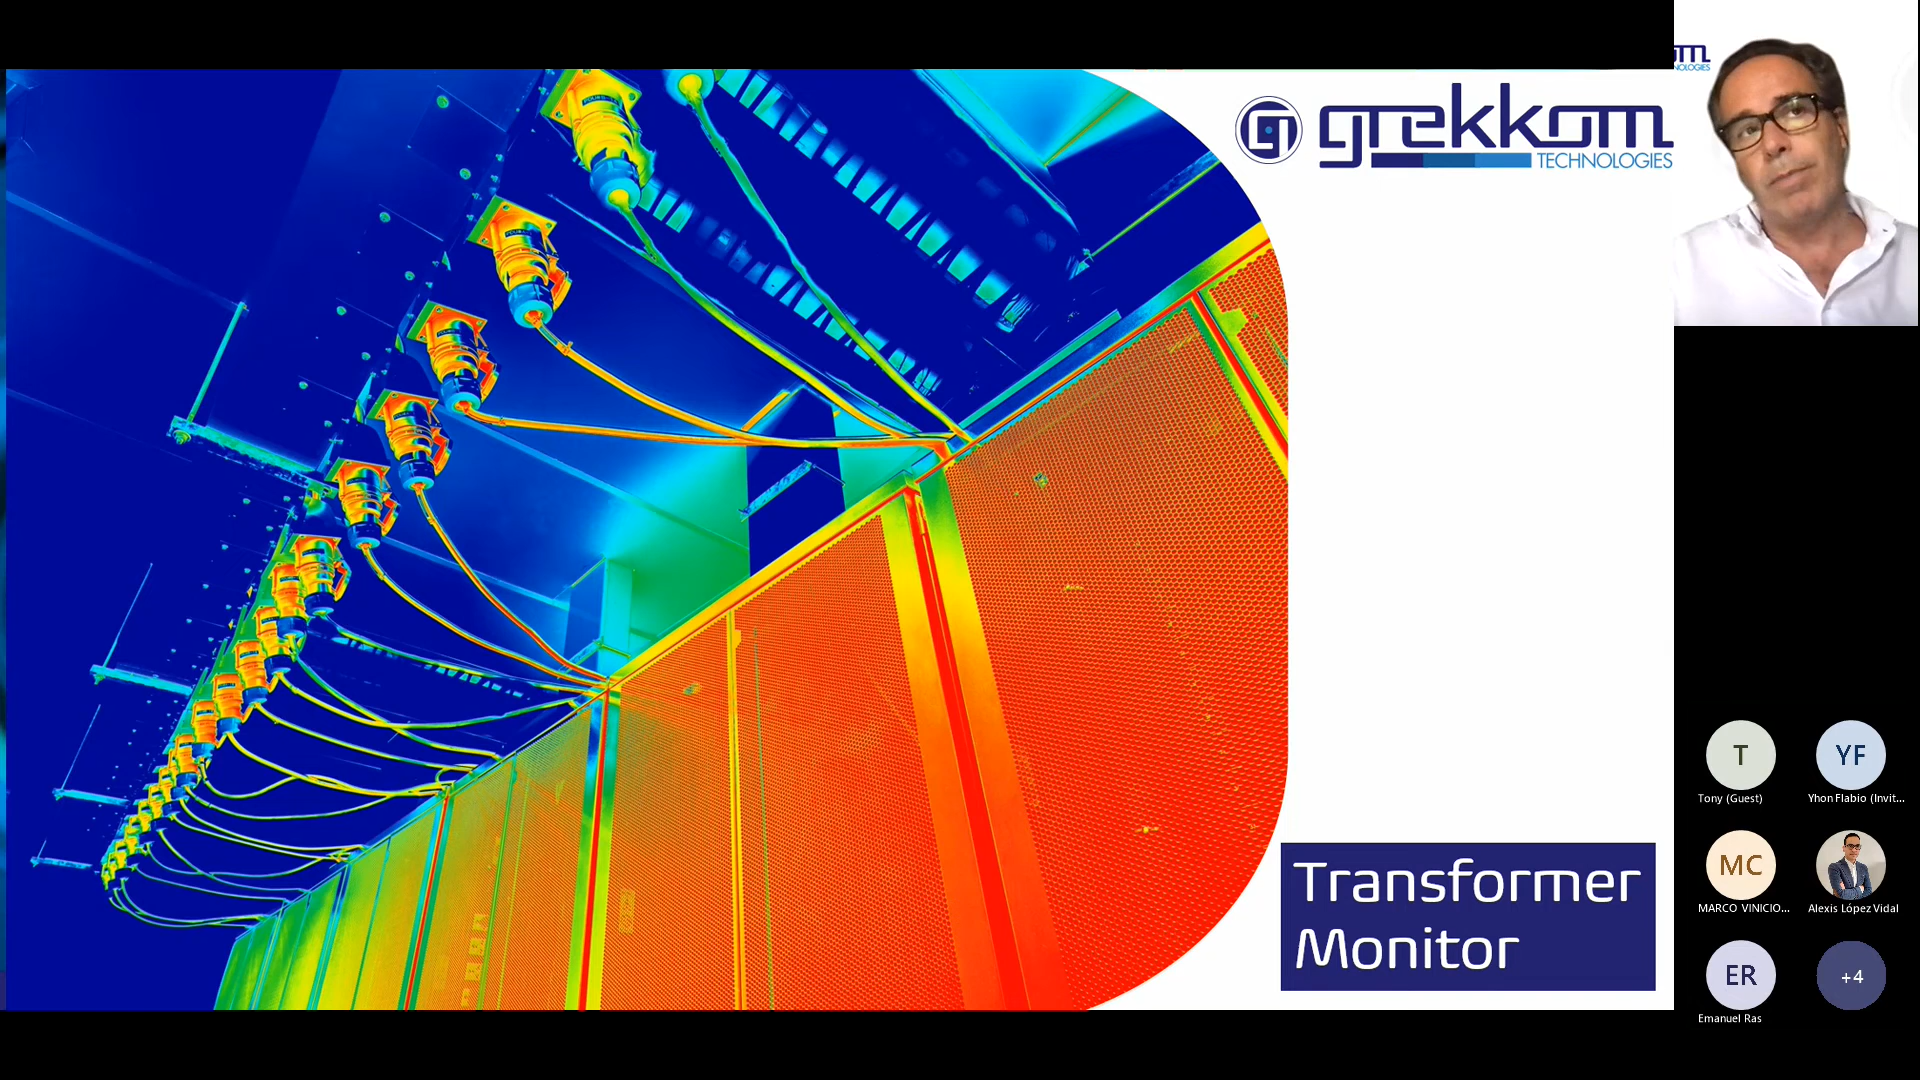 grekkom
TECHNOLOGIES
Transformer
Monitor
T
Tony (Guest)
YF
Yhon Flabio (Invit...
MC
MARCO VINICIO...
Alexis López Vidal
ER
Emanuel Ras
+4